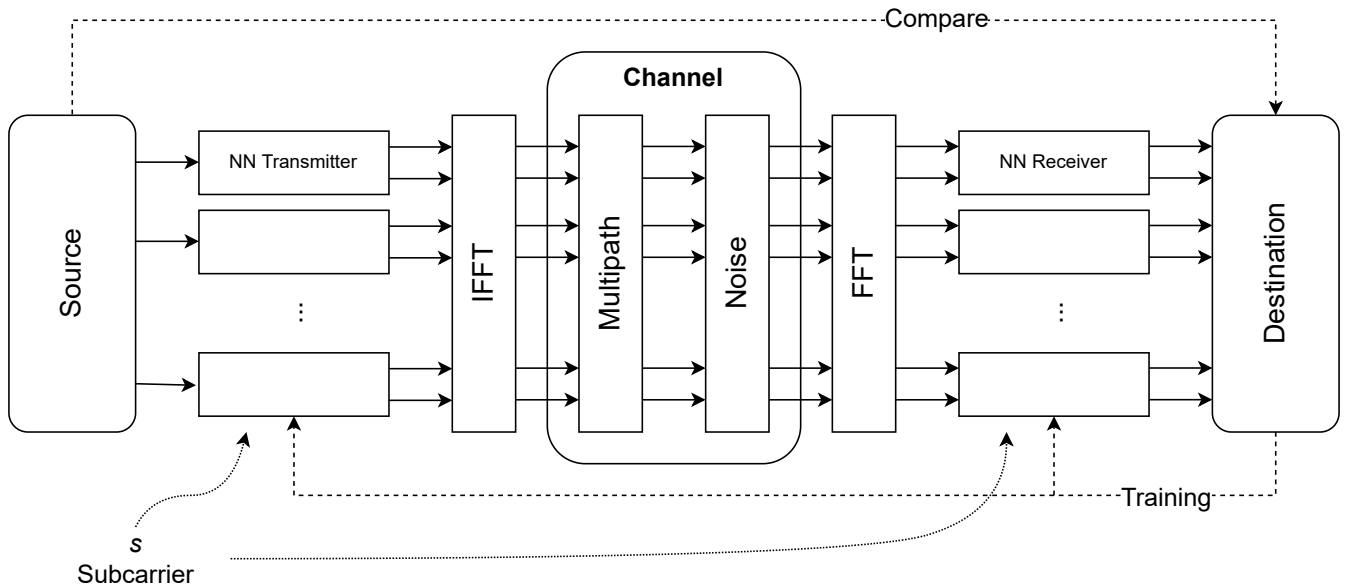 Compare
Channel
Source
NN Transmitter
IFFT
Multipath
Noise
FFT
NN Receiver
Destination
...
...
Training
s
Subcarrier